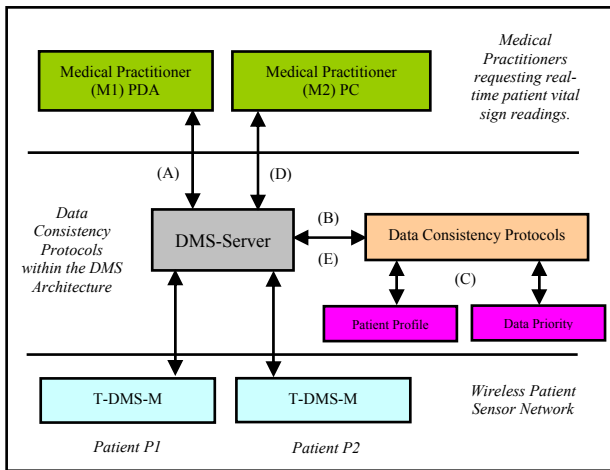 Medical Practitioner
(M1) PDA
Medical Practitioner
(M2) PC
Medical
Practitioners
requesting real-
time patient vital
sign readings.
(A)
(D)
Data
Consistency
Protocols
within the DMS
Architecture
DMS-Server
(B)
(E)
Data Consistency Protocols
(C)
Patient Profile
Data Priority
T-DMS-M
T-DMS-M
Wireless Patient
Sensor Network
Patient P1
Patient P2